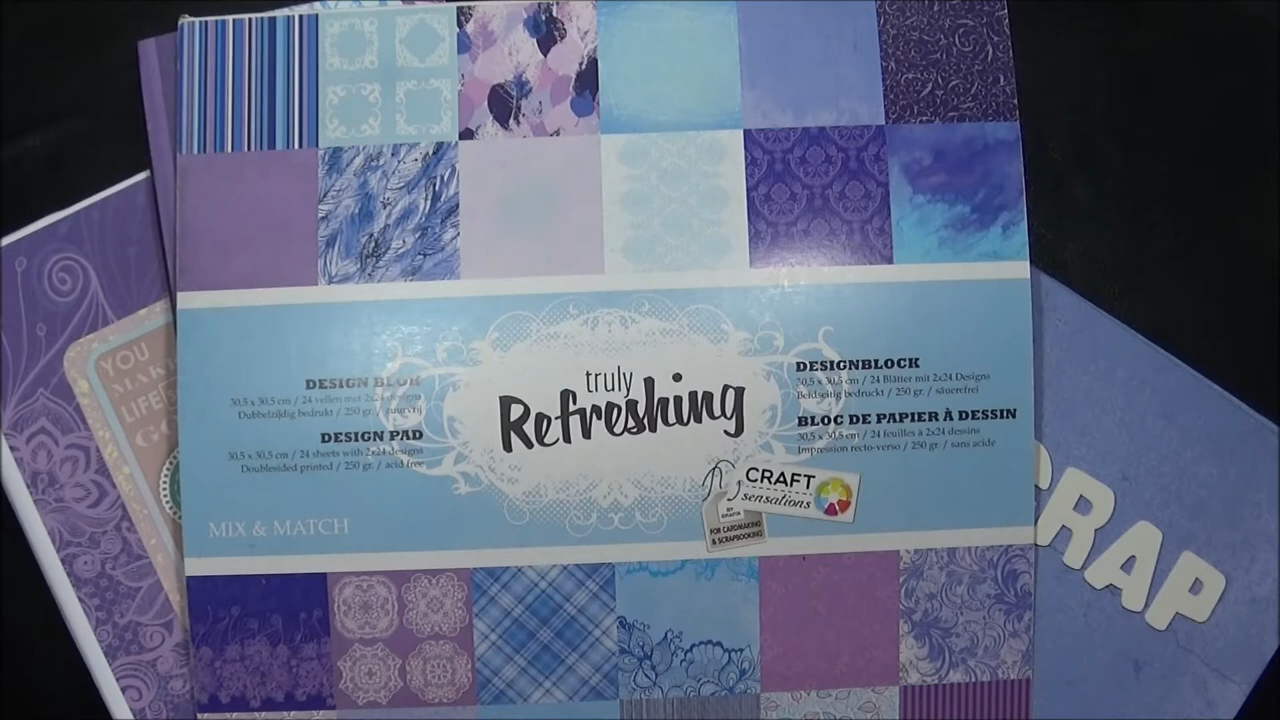 truly
Refreshing
DESIGN BLOK
30,5 x 30,5 cm / 24 vellen met 2x24 designs
Dubbelzijdig bedrukt / 250 gr. / zuurvrij
DESIGN PAD
30,5 x 30,5 cm / 24 sheets with 2x24 designs
Doublesided printed / 250 gr. / acid free
MIX & MATCH
DESIGNBLOCK
30,5 x 30,5 cm / 24 Blätter mit 2x24 Designs
Beidseitig bedruckt / 250 gr. / säuerefrei
BLOC DE PAPIER À DESSIN
30,5 x 30,5 cm / 24 feuilles à 2x24 dessins
Impression recto-verso / 250 gr. / sans acide
CRAFT
sensations
BY
FOR CARDMAKING
& SCRAPBOOKING
YOU
MAKE
LIFE
GO
CRAP